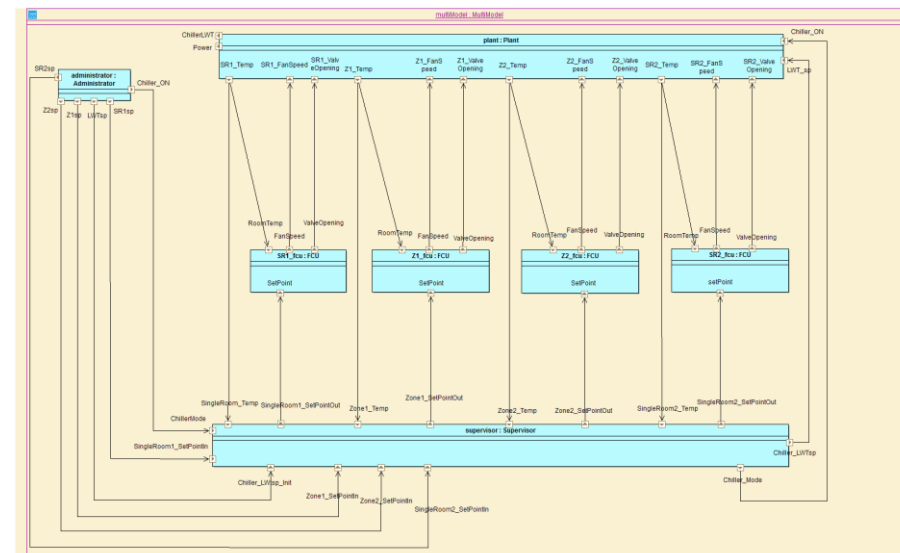 multiModel : MultiModel
ChillerLWT
Power
plant : Plant
Chiller_ON
LWT_sp
SR1_Temp
SR1_FanSpeed
SR1_Valv
eOpening
Z1_Temp
Z1_FanS
peed
Z1_Valve
Opening
Z2_Temp
Z2_FanS
peed
Z2_Valve
Opening
SR2_Temp
SR2_FanS
peed
SR2_Valve
Opening
SR2sp
administrator :
Administrator
Chiller_ON
Z2sp
Z1sp
LWTsp
SR1sp
RoomTemp
FanSpeed
ValveOpening
SR1_fcu : FCU
SetPoint
RoomTemp
FanSpeed
ValveOpening
Z1_fcu : FCU
SetPoint
RoomTemp
FanSpeed
ValveOpening
Z2_fcu : FCU
SetPoint
RoomTemp
FanSpeed
ValveOpening
SR2_fcu : FCU
setPoint
SingleRoom_Temp
SingleRoom1_SetPointOut
Zone1_Temp
Zone1_SetPointOut
Zone2_Temp
Zone2_SetPointOut
SingleRoom2_Temp
SingleRoom2_SetPointOut
ChillerMode
supervisor : Supervisor
SingleRoom1_SetPointIn
Chiller_LWTsp
Chiller_LWsp_Init
Zone1_SetPointIn
Zone2_SetPointIn
SingleRoom2_SetPointIn
Chiller_Mode